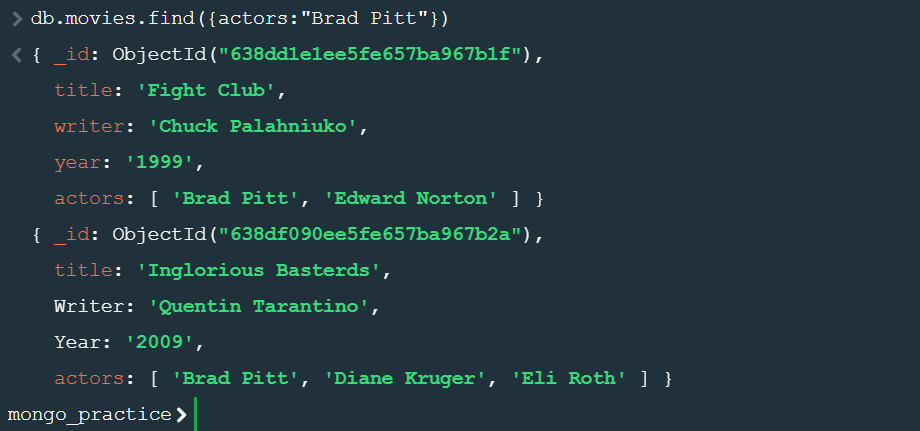 > db.movies.find({actors:"Brad Pitt"})
< { _id: ObjectId("638dd1e1ee5fe657ba967b1f"),
title: 'Fight Club',
writer: 'Chuck Palahniuko',
year: '1999',
actors: [ 'Brad Pitt', 'Edward Norton' ] }
{ _id: ObjectId("638df090ee5fe657ba967b2a"),
title: 'Inglorious Basterds',
Writer: 'Quentin Tarantino',
Year: '2009',
actors: [ 'Brad Pitt', 'Diane Kruger', 'Eli Roth' ] }
mongo_practice>